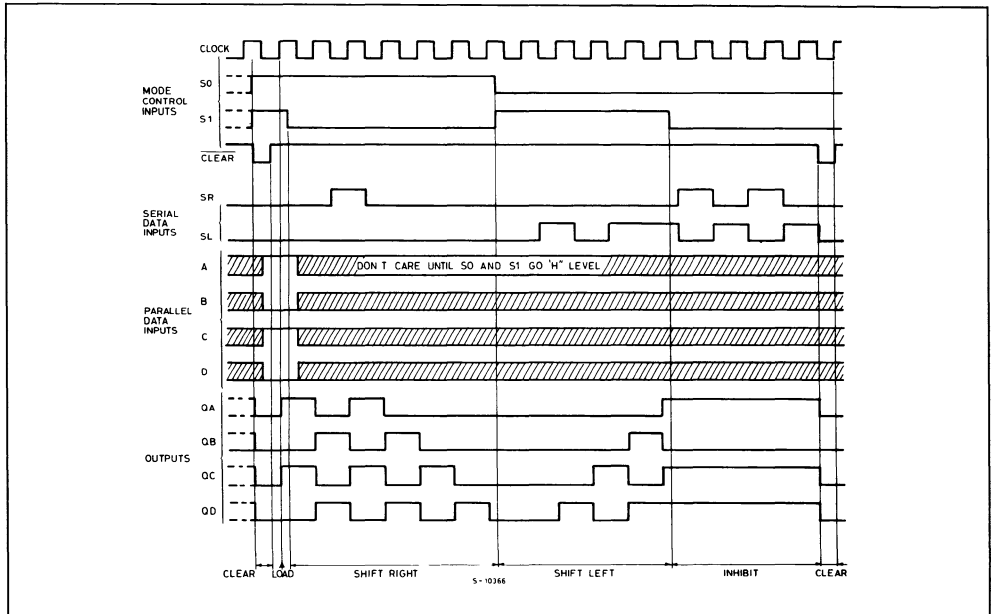 CLOCK
MODE
CONTROL
INPUTS
S0
S1
CLEAR
SERIAL
DATA
INPUTS
SR
SL
PARALLEL
DATA
INPUTS
A
DON T CARE UNTIL S0 AND S1 GO 'H" LEVEL
B
C
D
OUTPUTS
QA
QB
QC
QD
CLEAR LOAD SHIFT RIGHT SHIFT LEFT INHIBIT CLEAR
S-10366